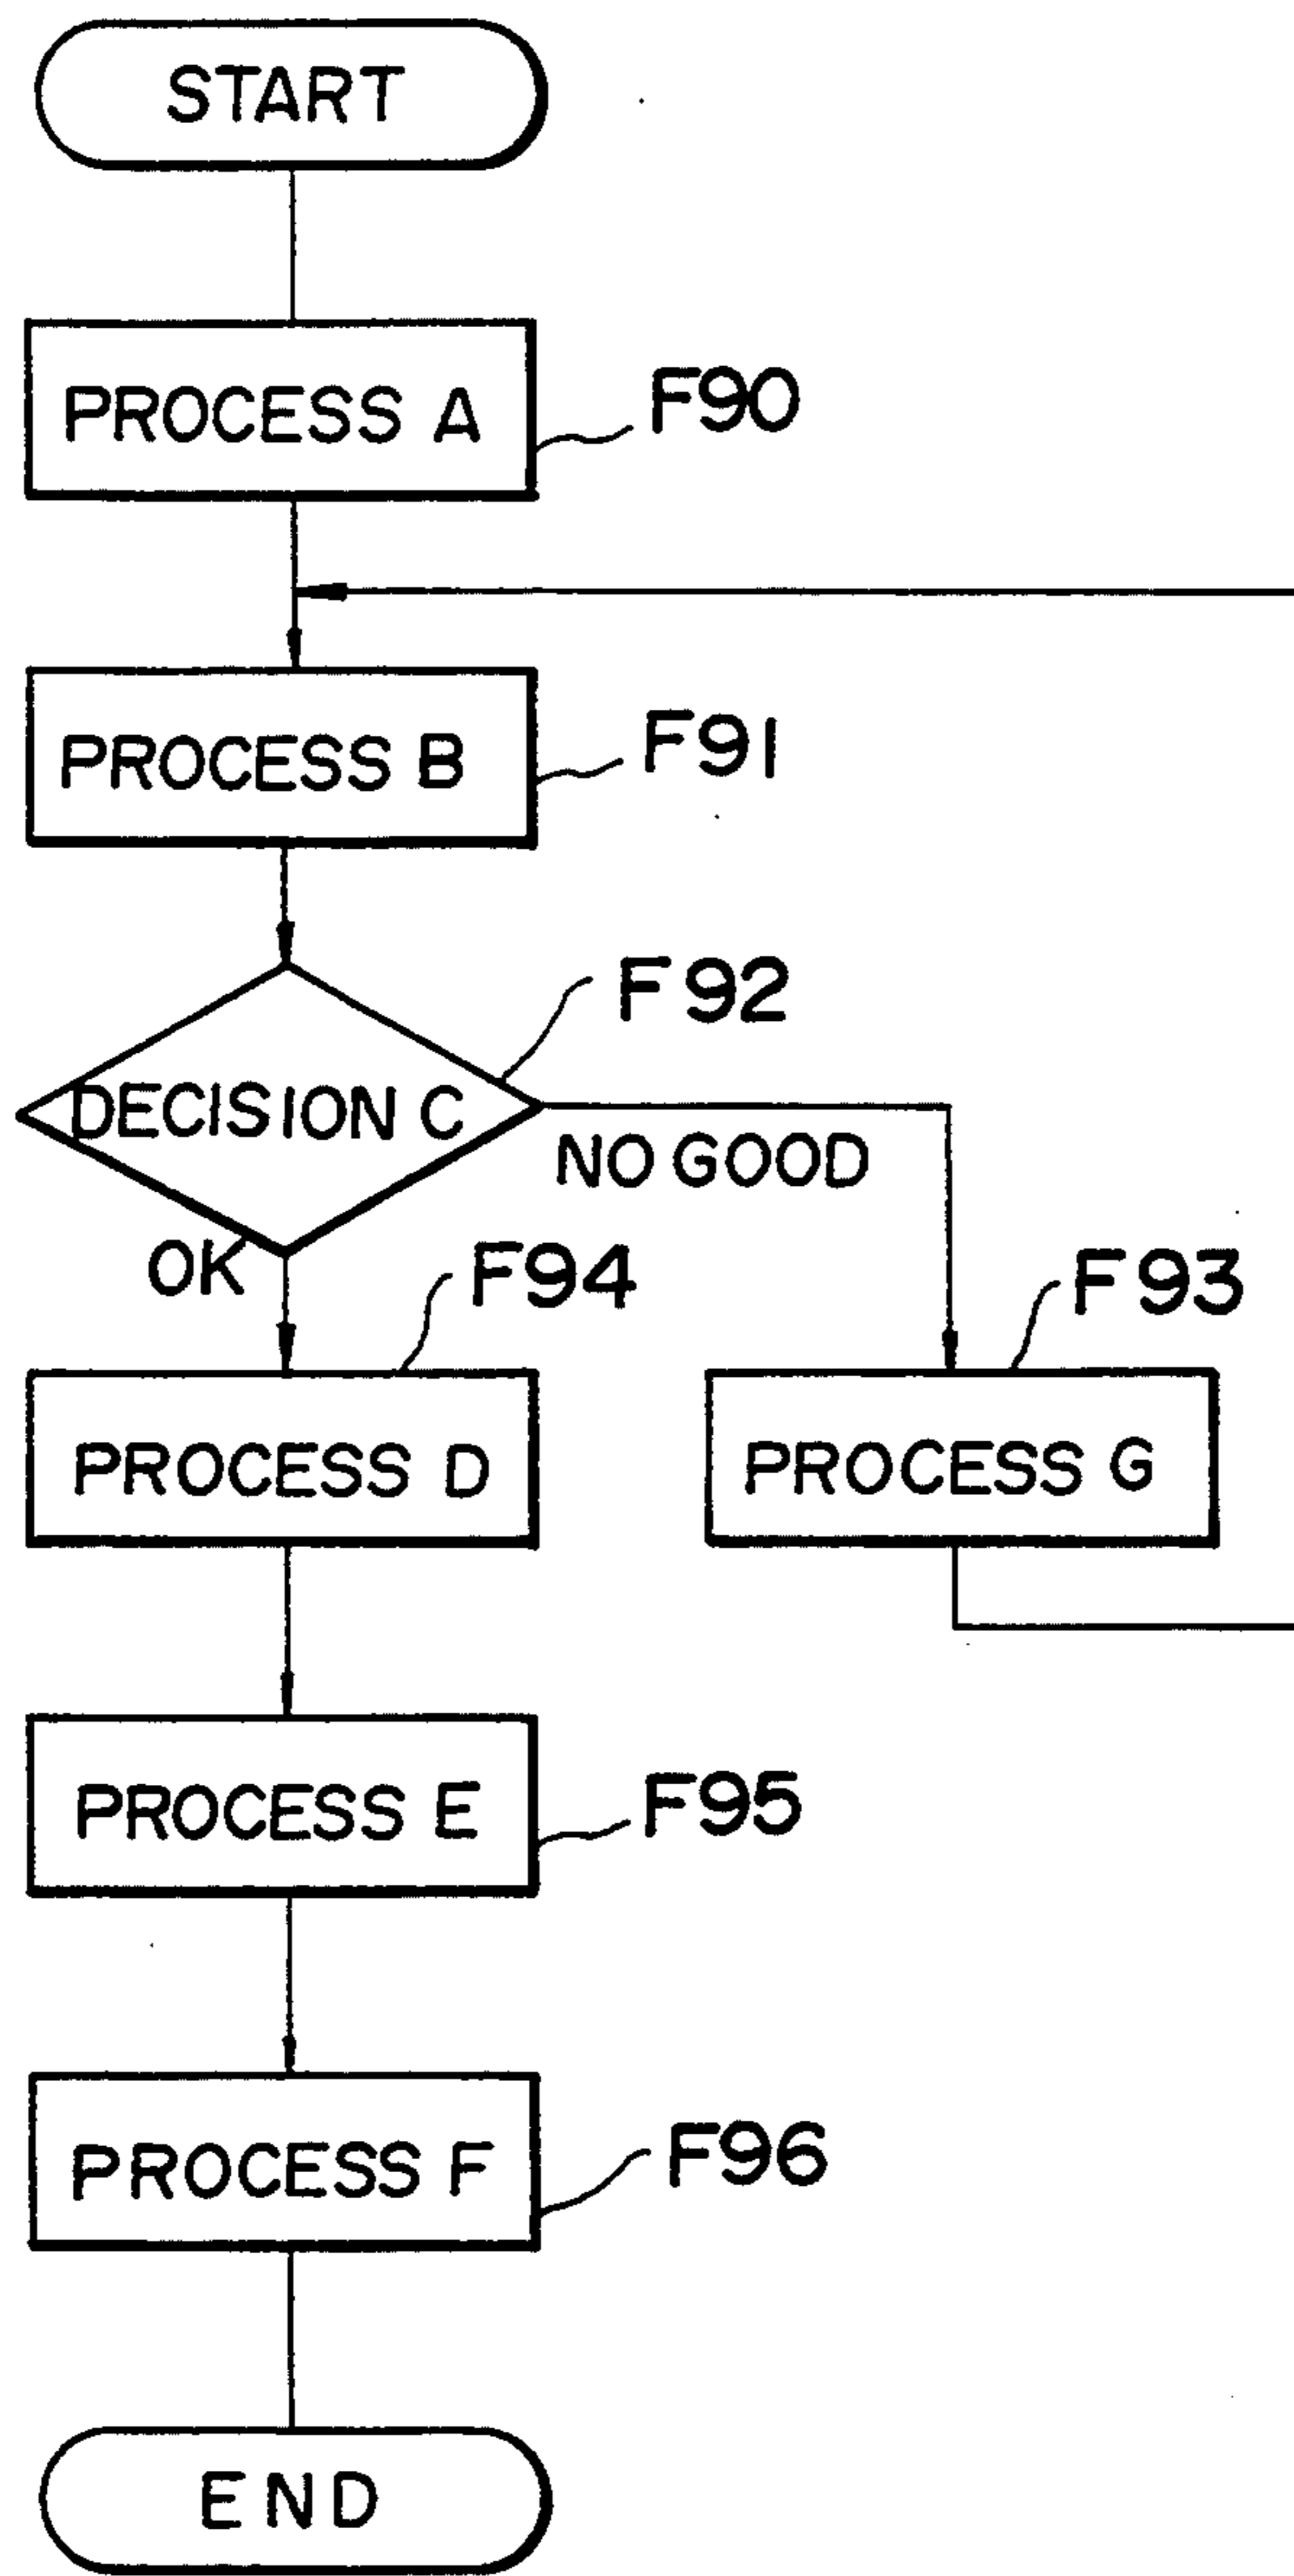 START
PROCESS A
F90
PROCESS B
F91
F92
DECISION C
NO GOOD
OK
F94
F93
PROCESS D
PROCESS G
PROCESS E
F95
PROCESS F
F96
END